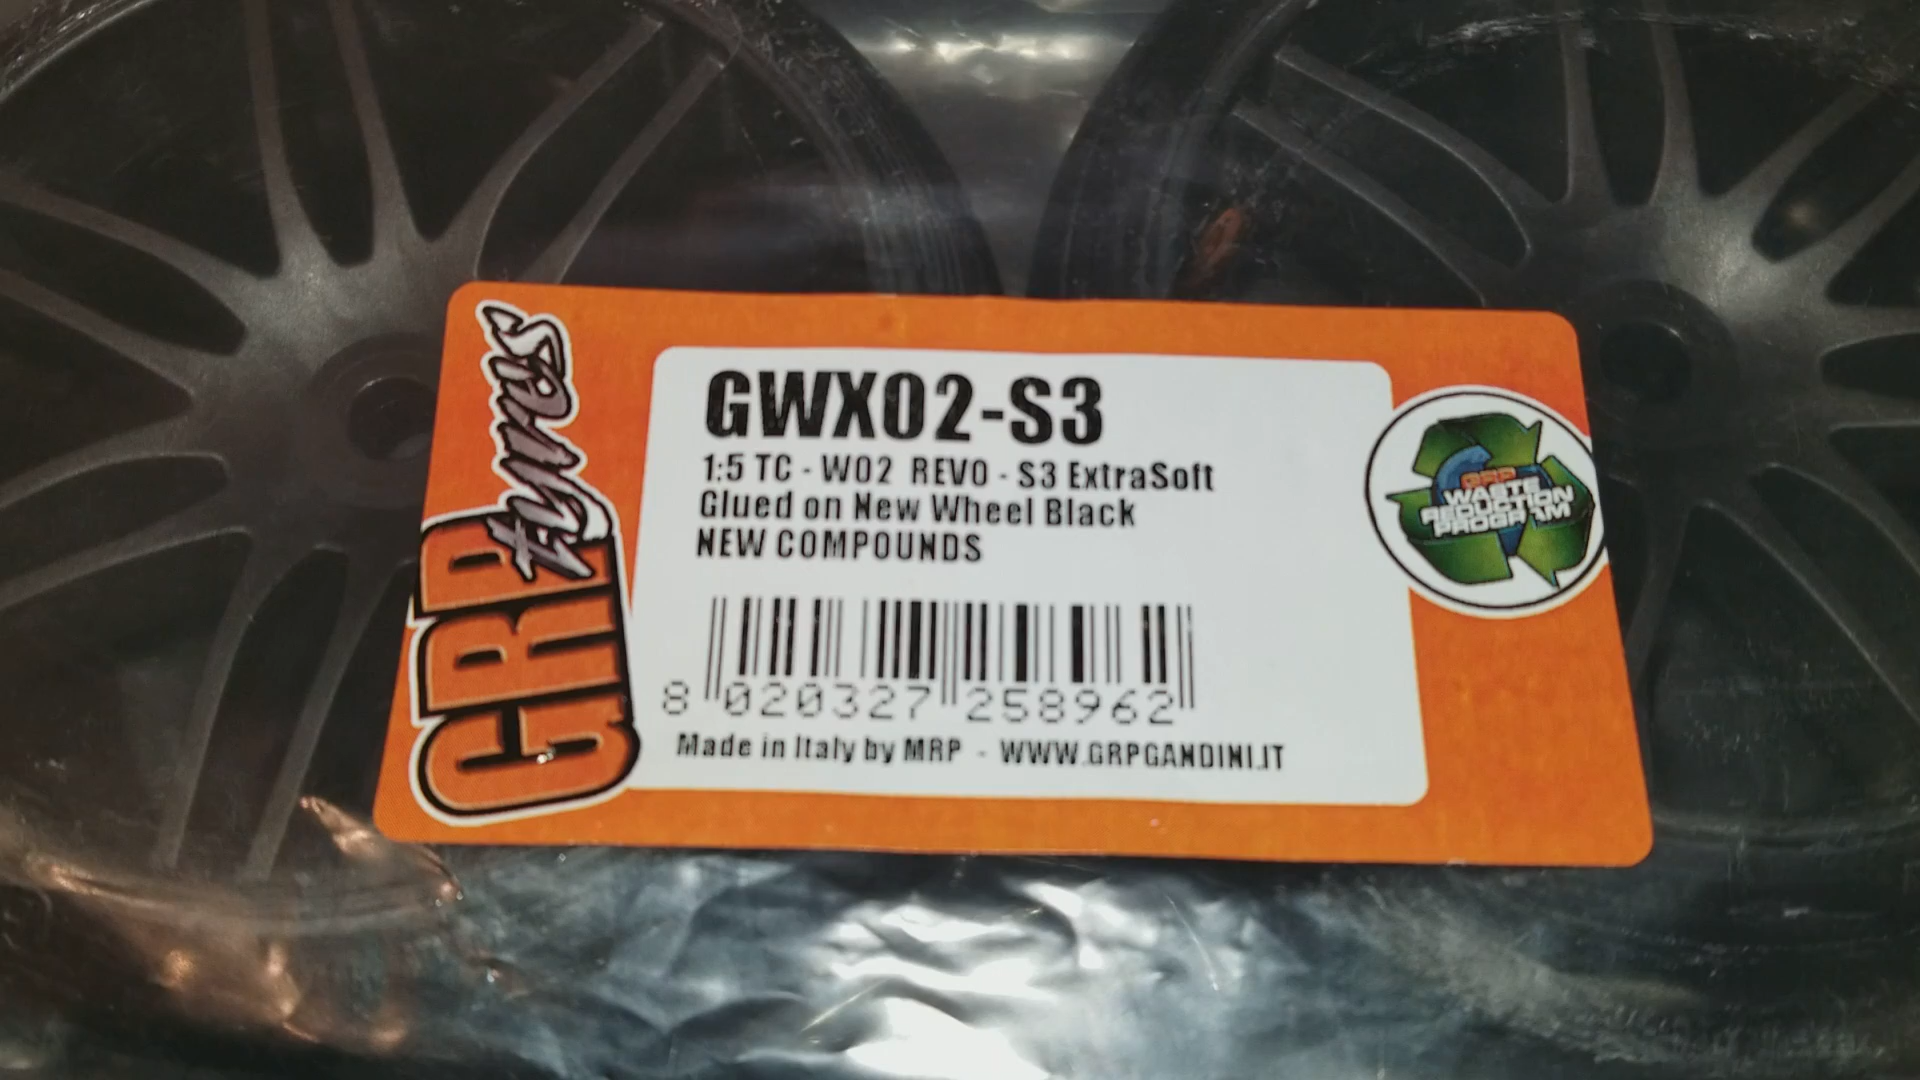 GRP tyres
GWX02-S3
1:5 TC - W02 REVO - S3 ExtraSoft
Glued on New Wheel Black
NEW COMPOUNDS
8 020327 258962
Made in Italy by MRP - WWW.GRPGANDINI.IT
GRP
WASTE
REDUCTION
PROGRAM